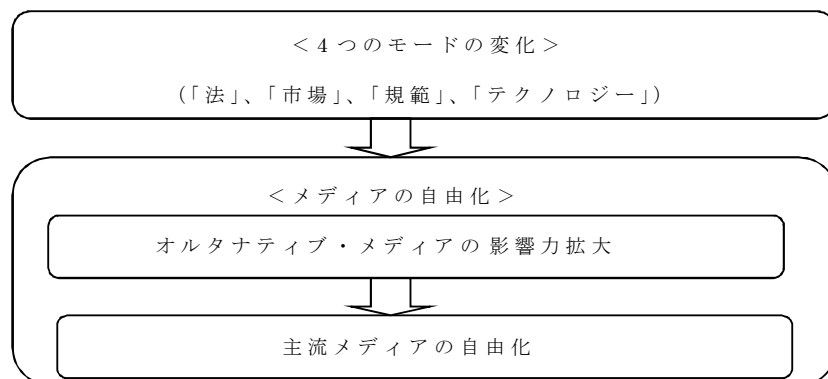 ＜4つのモードの変化＞
(「法」、「市場」、「規範」、「テクノロジー」)
＜メディアの自由化＞
オルタナティブ・メディアの影響力拡大
主流メディアの自由化